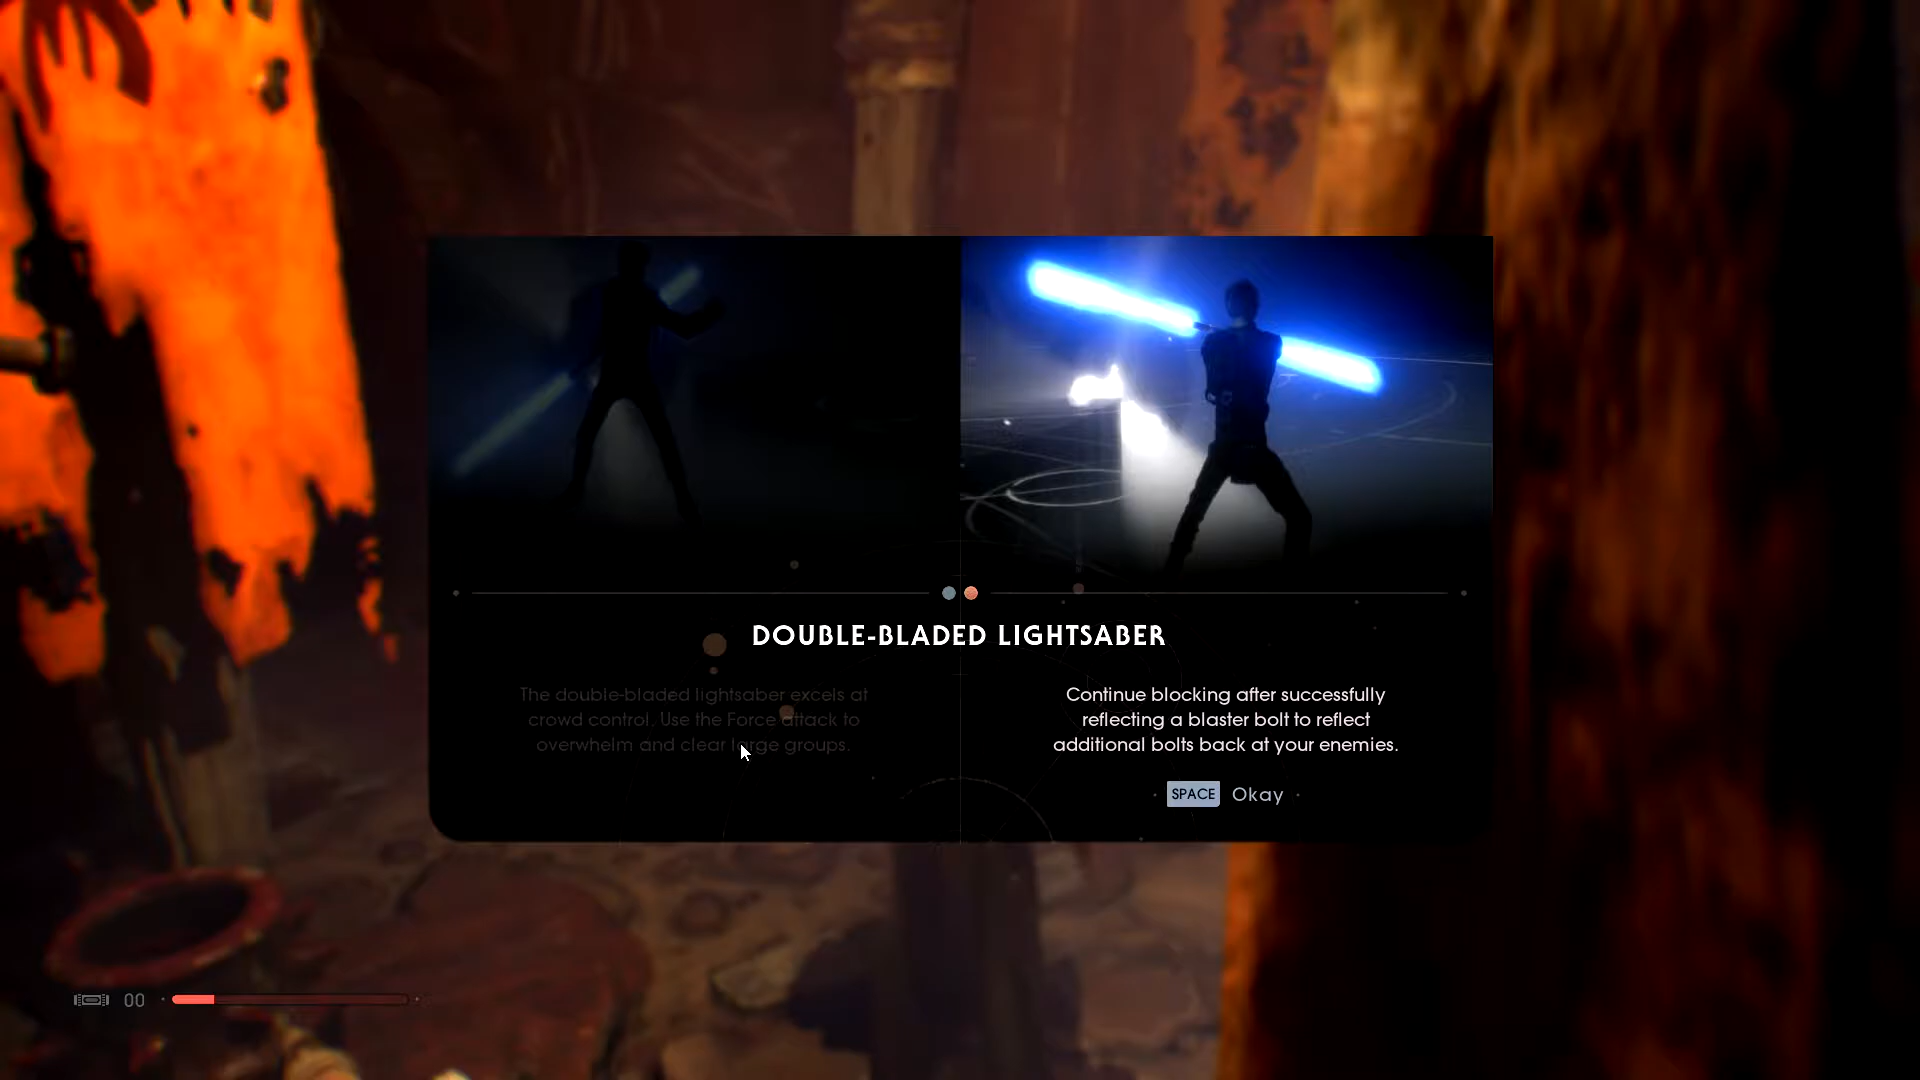 DOUBLE-BLADED LIGHTSABER
The double-bladed lightsaber excels at
crowd control. Use the Force attack to
overwhelm and clear large groups.
Continue blocking after successfully
reflecting a blaster bolt to reflect
additional bolts back at your enemies.
SPACE Okay
00